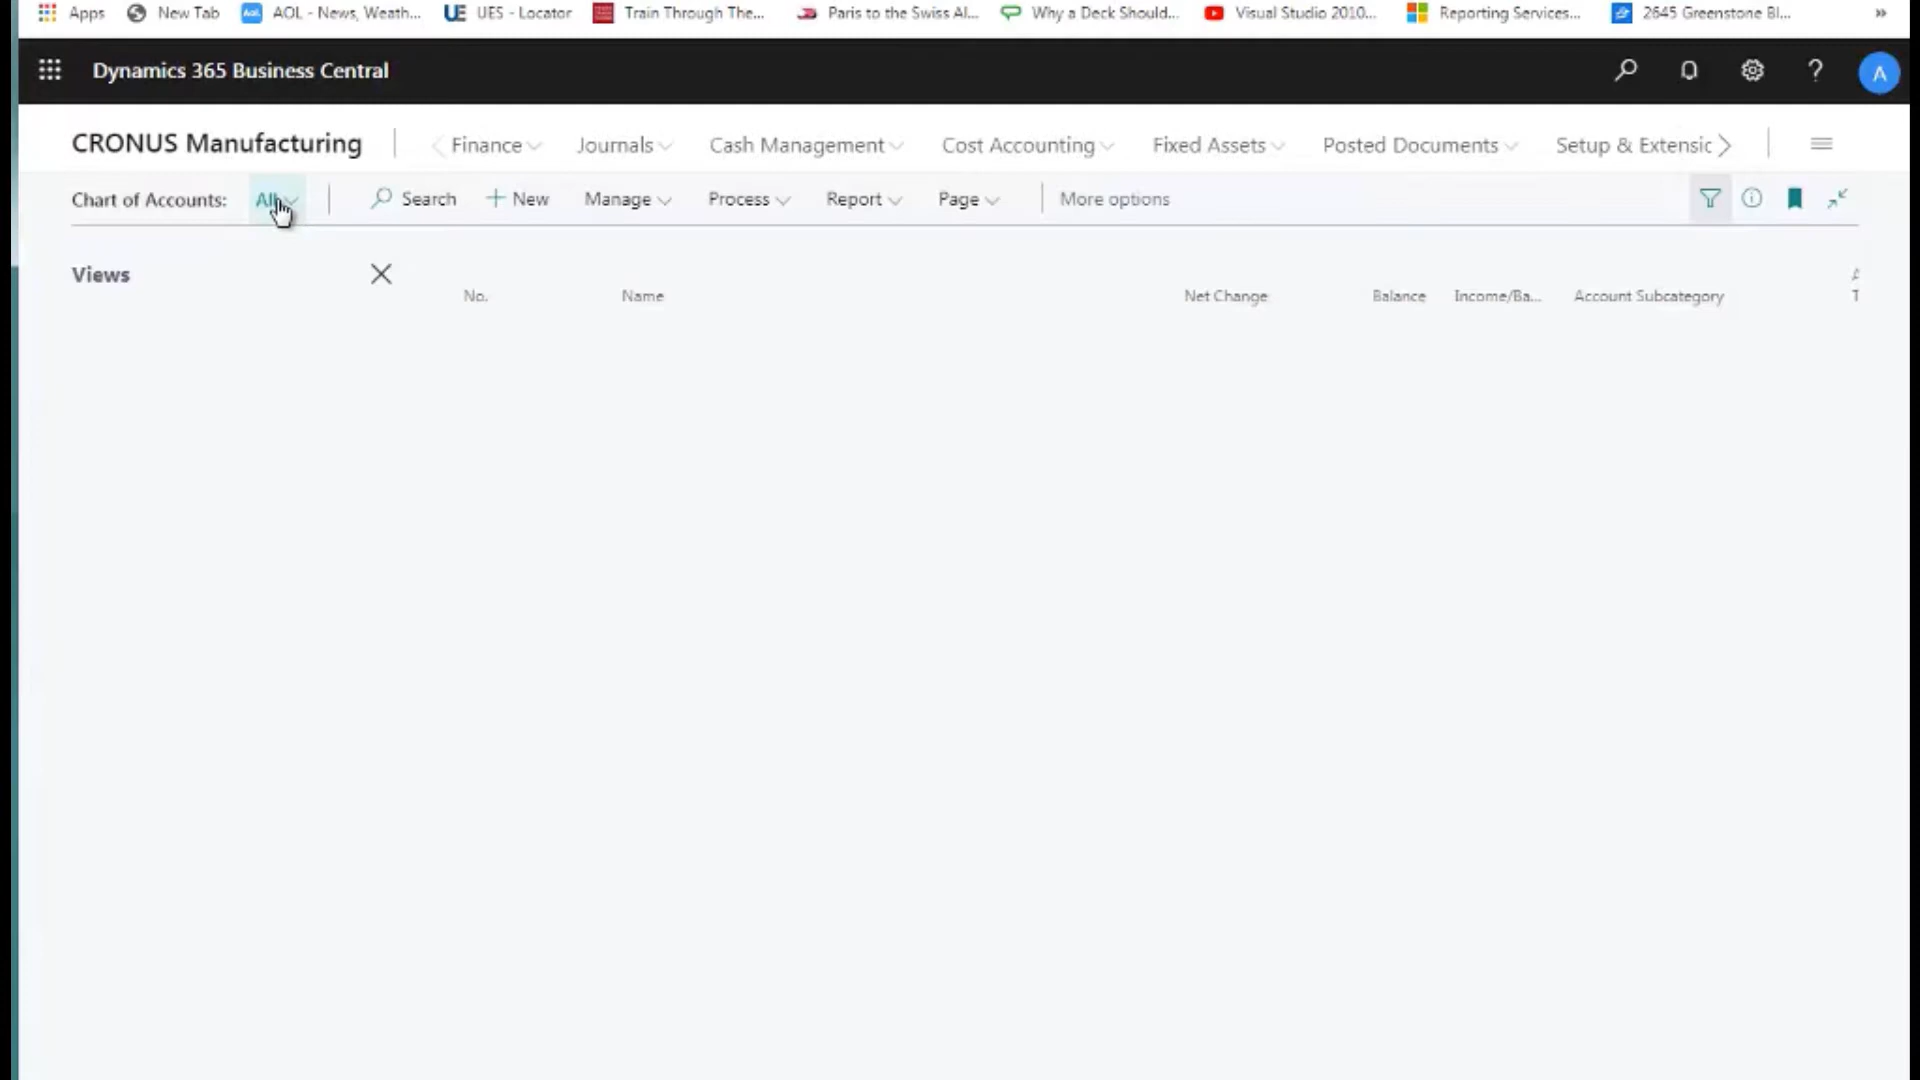 Apps New Tab AOL - News, Weath... UES - Locator Train Through The... Paris to the Swiss Al... Why a Deck Should... Visual Studio 2010... Reporting Services... 2645 Greenstone Bl... »
Dynamics 365 Business Central ? A
CRONUS Manufacturing Finance Journals Cash Management Cost Accounting Fixed Assets Posted Documents Setup & Extensic
Chart of Accounts: All Search + New Manage Process Report Page More options
Views
No. Name Net Change Balance Income/Ba... Account Subcategory